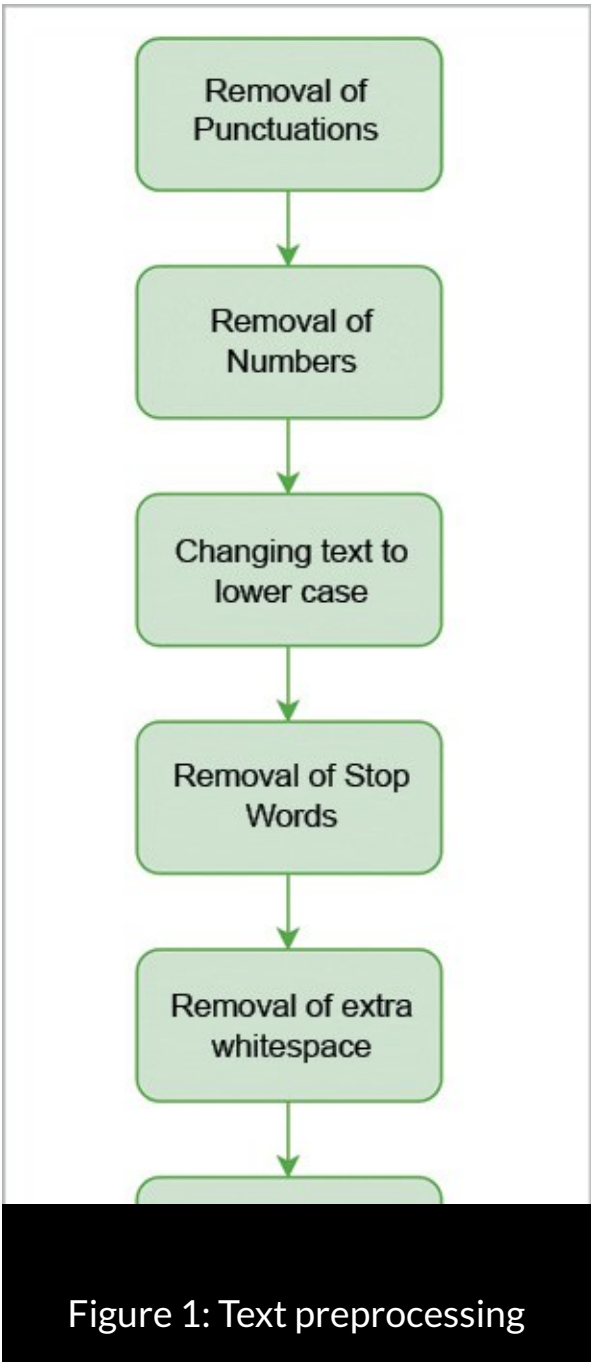 Removal of
Punctuations
Removal of
Numbers
Changing text to
lower case
Removal of Stop
Words
Removal of extra
whitespace
Figure 1: Text preprocessing